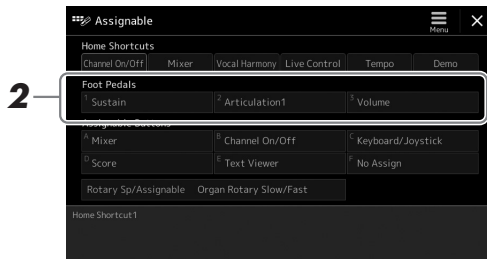 Assignable
Menu
Home Shortcuts
Channel On/Off Mixer Vocal Harmony Live Control Tempo Demo
2
Foot Pedals
1 Sustain 2 Articulation1 3 Volume
Assignable Buttons
A Mixer B Channel On/Off C Keyboard/Joystick
D Score E Text Viewer F No Assign
Rotary Sp/Assignable Organ Rotary Slow/Fast
Home Shortcut1